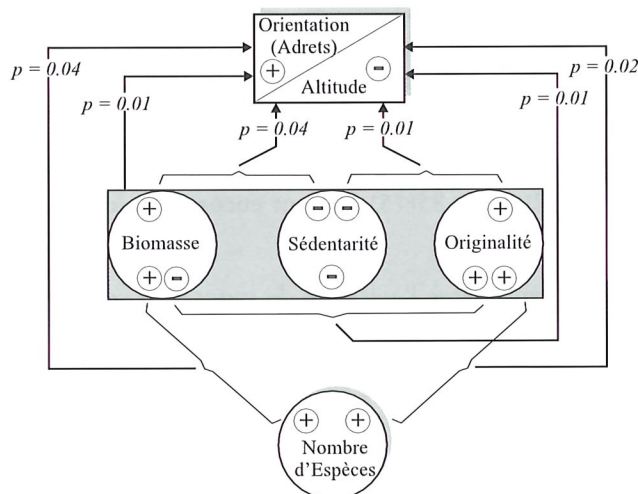 Orientation
(Adrets)
+
-
Altitude
p = 0.04
p = 0.02
p = 0.01
p = 0.01
p = 0.04
p = 0.01
+
- -
+
Biomasse
Sédentarité
Originalité
+ -
-
+ +
+ +
Nombre
d'Espèces